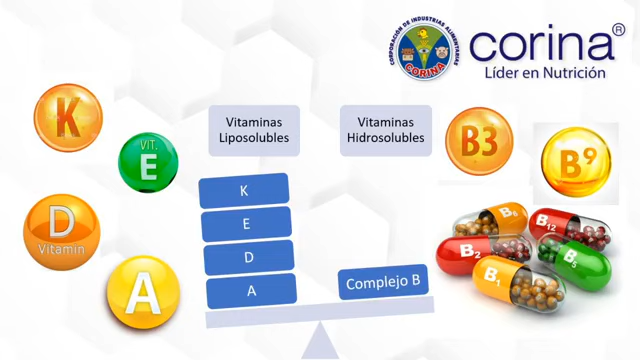 CORPORACIÓN DE INDUSTRIAS ALIMENTARIAS
CORINA
corina®
Líder en Nutrición
K
VIT.
E
D
Vitamin
A
Vitaminas
Liposolubles
Vitaminas
Hidrosolubles
K
E
D
A
Complejo B
B3
B9
B6
B12
B2
B5
B1